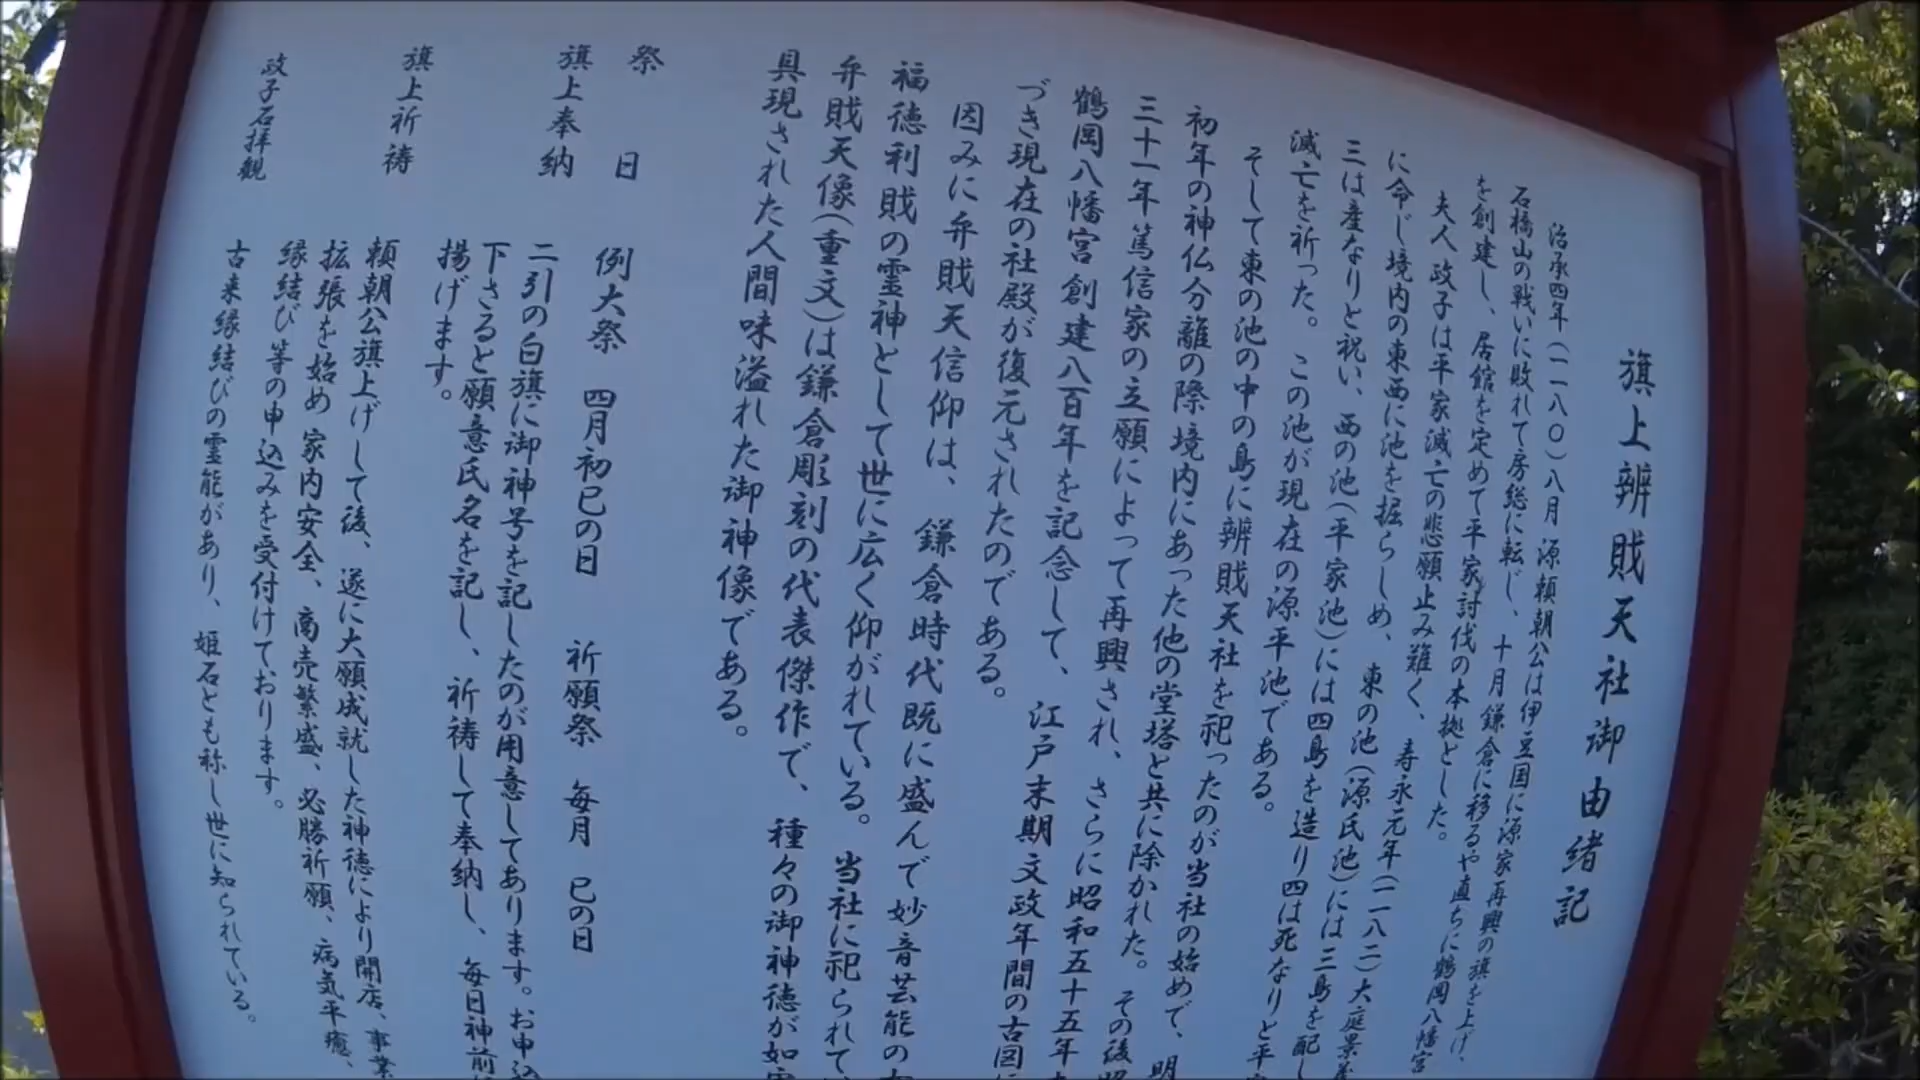 旗上辨戝天社御由緒記
治承四年(一一八〇)八月 源頼朝公は伊豆国に源家再興の旗を上げ、
石橋山の戦いに敗れて房総に転じ、十月鎌倉に移るや直ちに鶴岡八幡宮
を創建し、居館を定めて平家討伐の本拠とした。
夫人政子は平家滅亡の悲願止み難く、寿永元年(一一八二)大庭景
に命じ境内の東西に池を掘らしめ、東の池(源氏池)には三島を配し
三は産なりと祝い、西の池(平家池)には四島を造り四は死なりと平
滅亡を祈った。この池が現在の源平池である。
そして東の池の中の島に辨戝天社を祀ったのが当社の始めで、明
初年の神仏分離の際境内にあった他の堂塔と共に除かれた。その後昭
三十一年篤信家の立願によって再興され、さらに昭和五十五年
鶴岡八幡宮創建八百年を記念して、江戸末期文政年間の古図に
づき現在の社殿が復元されたのである。
因みに弁戝天信仰は、鎌倉時代既に盛んで妙音芸能の
福徳利戝の霊神として世に広く仰がれている。当社に祀られて
弁戝天像(重文)は鎌倉彫刻の代表傑作で、種々の御神徳が如実
具現された人間味溢れた御神像である。
祭 日 例大祭 四月初巳の日 祈願祭 毎月 巳の日
旗上奉納 二引の白旗に御神号を記したのが用意してあります。お申込
下さると願意氏名を記し、祈祷して奉納し、毎日神前
揚げます。
旗上祈祷 頼朝公旗上げして後、遂に大願成就した神徳により開店、事業
拡張を始め 家内安全、商売繁盛、必勝祈願、病気平癒、
縁結び等の申込みを受付けております。
政子石拝観 古来縁結びの霊能があり、姫石とも称し世に知られている。